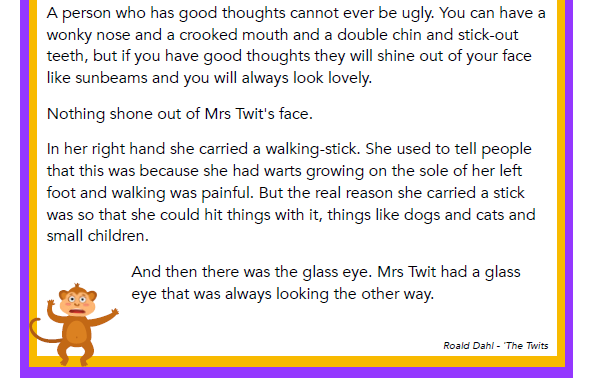 A person who has good thoughts cannot ever be ugly. You can have a
wonky nose and a crooked mouth and a double chin and stick-out
teeth, but if you have good thoughts they will shine out of your face
like sunbeams and you will always look lovely.
Nothing shone out of Mrs Twit's face.
In her right hand she carried a walking-stick. She used to tell people
that this was because she had warts growing on the sole of her left
foot and walking was painful. But the real reason she carried a stick
was so that she could hit things with it, things like dogs and cats and
small children.
And then there was the glass eye. Mrs Twit had a glass
eye that was always looking the other way.
Roald Dahl - 'The Twits